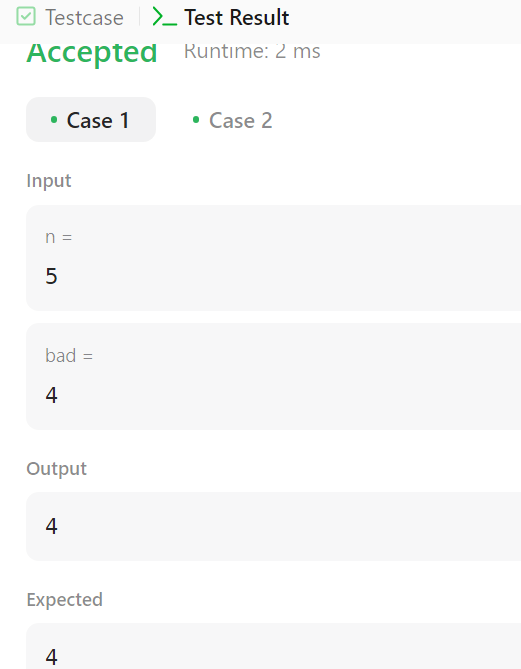 Testcase
Test Result
Accepted Runtime: 2 ms
Case 1 Case 2
Input
n =
5
bad =
4
Output
4
Expected
4